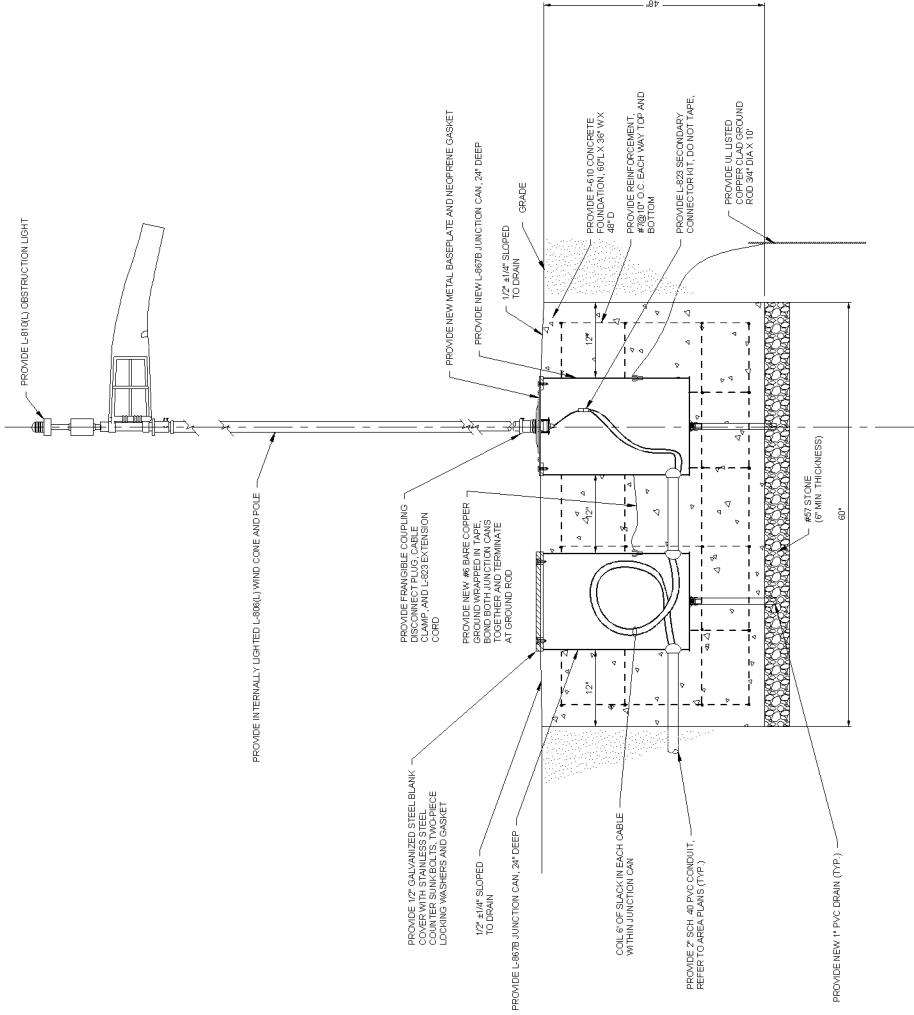 PROVIDE L-810(L) OBSTRUCTION LIGHT
PROVIDE INTERNALLY LIGHTED L-806(L) WIND CONE AND POLE
PROVIDE FRANGIBLE COUPLING
DISCONNECT PLUG, CABLE
CLAMP, AND L-823 EXTENSION
CORD
PROVIDE NEW METAL BASEPLATE AND NEOPRENE GASKET
PROVIDE NEW L-867B JUNCTION CAN, 24" DEEP
1/2" ±1/4" SLOPED
TO DRAIN
GRADE
48"
PROVIDE 1/2" GALVANIZED STEEL BLANK
COVER WITH STAINLESS STEEL
COUNTER SUNK BOLTS, TWO-PIECE
LOCKING WASHERS AND GASKET
PROVIDE NEW #6 BARE COPPER
GROUND WRAPPED IN TAPE,
BOND BOTH JUNCTION CANS
TOGETHER AND TERMINATE
AT GROUND ROD
PROVIDE P-610 CONCRETE
FOUNDATION, 60"L X 36" W X
48" D
PROVIDE REINFORCEMENT,
#7@10" O.C. EACH WAY TOP AND
BOTTOM
PROVIDE L-823 SECONDARY
CONNECTOR KIT, DO NOT TAPE,
PROVIDE UL LISTED
COPPER CLAD GROUND
ROD 3/4" DIA X 10'
1/2" ±1/4" SLOPED
TO DRAIN
PROVIDE L-867B JUNCTION CAN, 24" DEEP
12"
12"
12"
COIL 6' OF SLACK IN EACH CABLE
WITHIN JUNCTION CAN
PROVIDE 2" SCH. 40 PVC CONDUIT,
REFER TO AREA PLANS (TYP.)
PROVIDE NEW 1" PVC DRAIN (TYP.)
#57 STONE
(6" MIN. THICKNESS)
60"